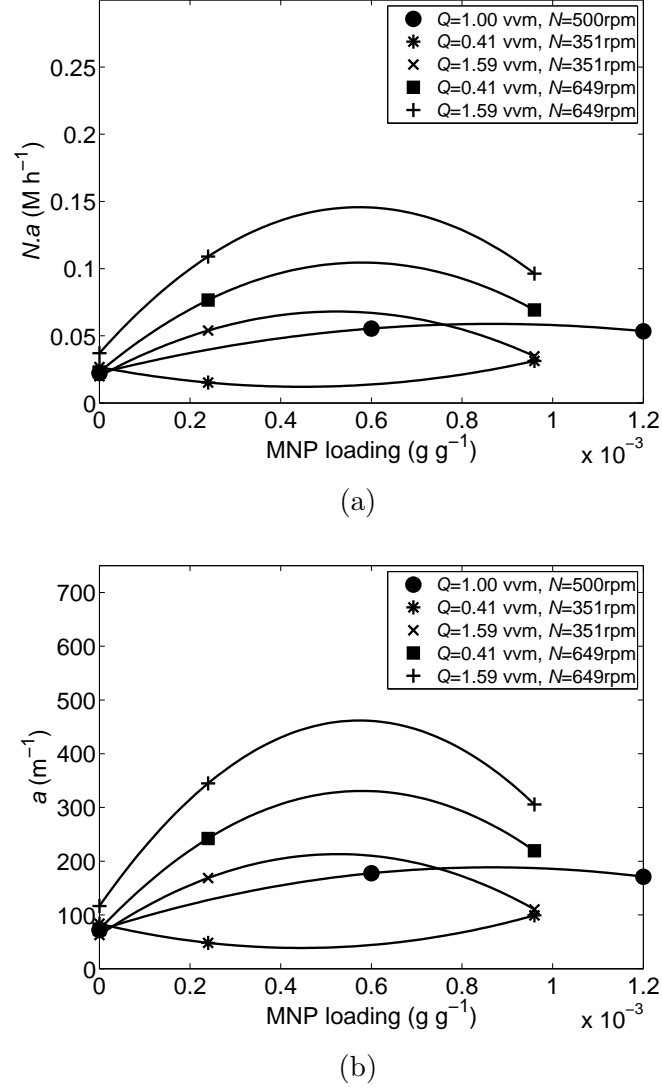 Q=1.00 vvm, N=500rpm
Q=0.41 vvm, N=351rpm
Q=1.59 vvm, N=351rpm
Q=0.41 vvm, N=649rpm
Q=1.59 vvm, N=649rpm
0.25
0.2
0.15
0.1
0.05
0
N.a (M h⁻¹)
0 0.2 0.4 0.6 0.8 1 1.2
MNP loading (g g⁻¹)
x 10⁻³
(a)
Q=1.00 vvm, N=500rpm
Q=0.41 vvm, N=351rpm
Q=1.59 vvm, N=351rpm
Q=0.41 vvm, N=649rpm
Q=1.59 vvm, N=649rpm
700
600
500
400
300
200
100
0
a (m⁻¹)
0 0.2 0.4 0.6 0.8 1 1.2
MNP loading (g g⁻¹)
x 10⁻³
(b)